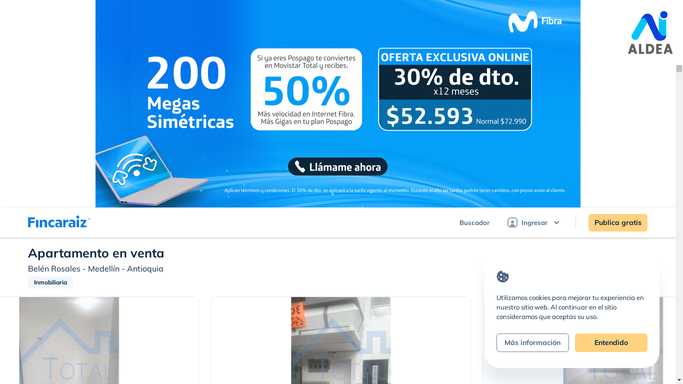 Fibra
ALDEA
200
Megas
Simétricas
Si ya eres Pospago te conviertes
en Movistar Total y recibes.
50%
Más velocidad en Internet Fibra.
Más Gigas en tu plan Pospago
OFERTA EXCLUSIVA ONLINE
30% de dto.
x12 meses
$52.593 Normal $72.990
Llámame ahora
Fincaraiz
Buscador
Ingresar
Publica gratis
Apartamento en venta
Belén Rosales - Medellín - Antioquia
Inmobiliaria
Utilizamos cookies para mejorar tu experiencia en
nuestro sitio web. Al continuar en el sitio
consideramos que aceptas su uso.
Más información
Entendido
TOTAL